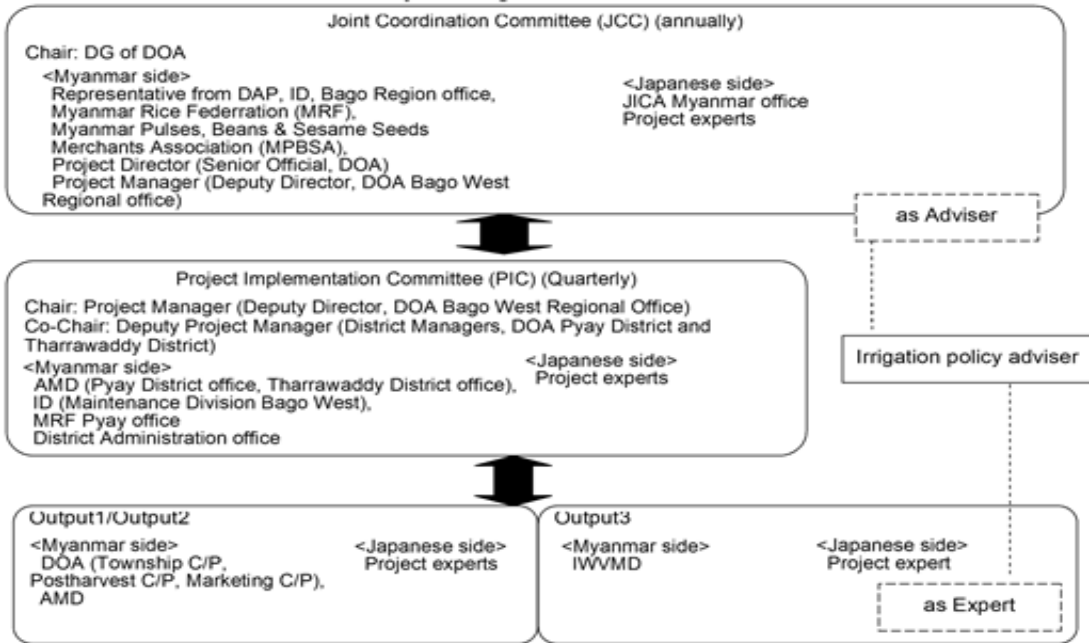 Joint Coordination Committee (JCC) (annually)
Chair: DG of DOA
<Myanmar side>
Representative from DAP, ID, Bago Region office,
Myanmar Rice Federration (MRF),
Myanmar Pulses, Beans & Sesame Seeds
Merchants Association (MPBSA),
Project Director (Senior Official, DOA)
Project Manager (Deputy Director, DOA Bago West
Regional office)
<Japanese side>
JICA Myanmar office
Project experts
as Adviser
Project Implementation Committee (PIC) (Quarterly)
Chair: Project Manager (Deputy Director, DOA Bago West Regional Office)
Co-Chair: Deputy Project Manager (District Managers, DOA Pyay District and
Tharrawaddy District)
<Myanmar side>
AMD (Pyay District office, Tharrawaddy District office),
ID (Maintenance Division Bago West),
MRF Pyay office
District Administration office
<Japanese side>
Project experts
Irrigation policy adviser
Output1/Output2
<Myanmar side>
DOA (Township C/P,
Postharvest C/P, Marketing C/P),
AMD
<Japanese side>
Project experts
Output3
<Myanmar side>
IWVMD
<Japanese side>
Project expert
as Expert